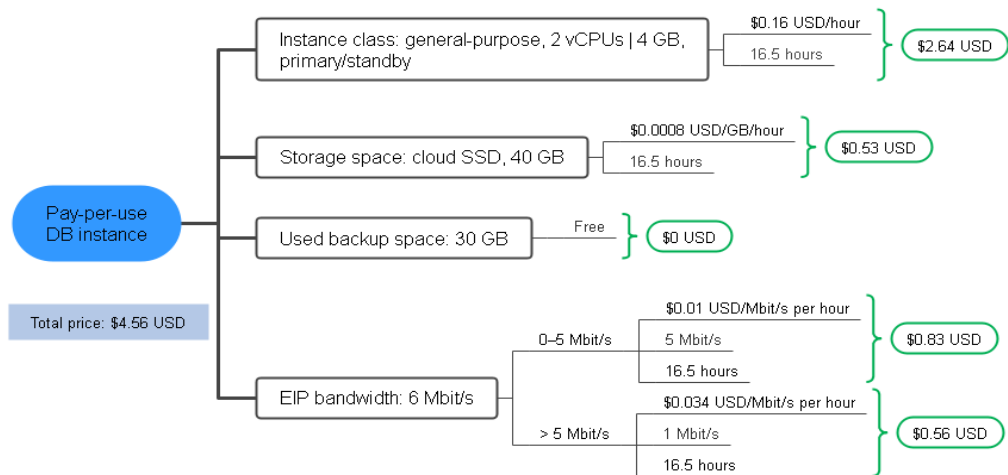 Pay-per-use
DB instance
Total price: $4.56 USD
Instance class: general-purpose, 2 vCPUs | 4 GB,
primary/standby
$0.16 USD/hour
16.5 hours
$2.64 USD
Storage space: cloud SSD, 40 GB
$0.0008 USD/GB/hour
16.5 hours
$0.53 USD
Used backup space: 30 GB
Free
$0 USD
EIP bandwidth: 6 Mbit/s
0–5 Mbit/s
$0.01 USD/Mbit/s per hour
5 Mbit/s
16.5 hours
$0.83 USD
> 5 Mbit/s
$0.034 USD/Mbit/s per hour
1 Mbit/s
16.5 hours
$0.56 USD